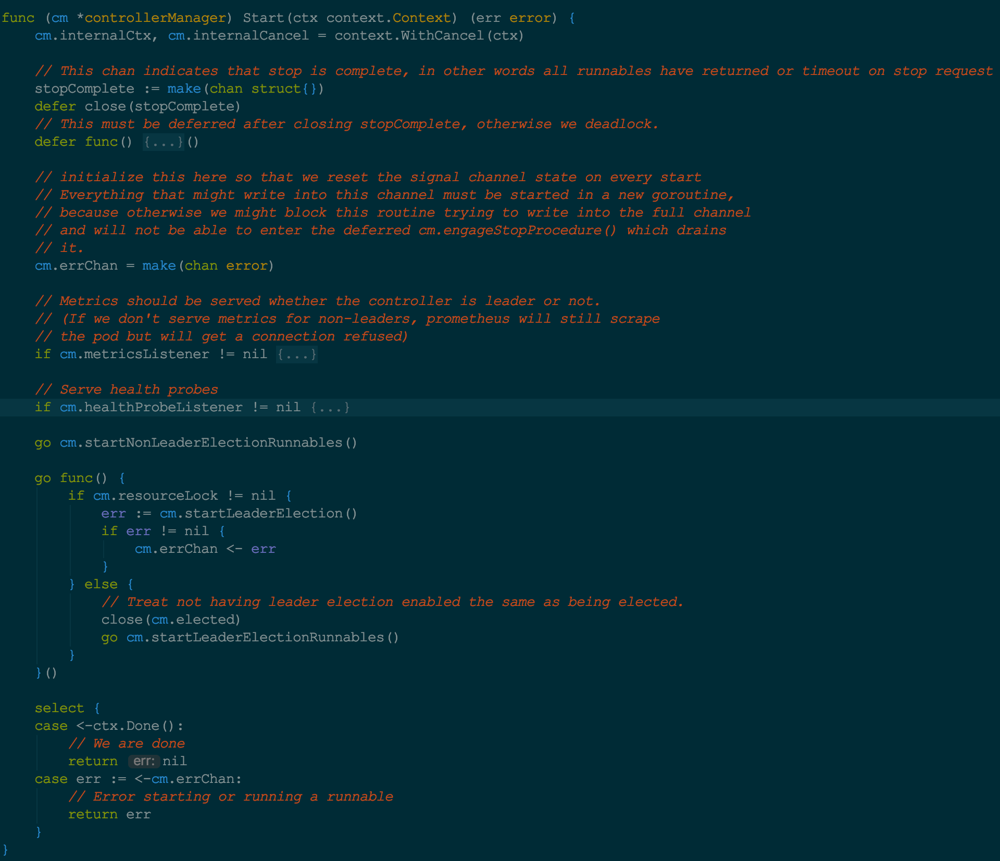 func (cm *controllerManager) Start(ctx context.Context) (err error) {
    cm.internalCtx, cm.internalCancel = context.WithCancel(ctx)

    // This chan indicates that stop is complete, in other words all runnables have returned or timeout on stop request
    stopComplete := make(chan struct{})
    defer close(stopComplete)
    // This must be deferred after closing stopComplete, otherwise we deadlock.
    defer func() {...}()

    // initialize this here so that we reset the signal channel state on every start
    // Everything that might write into this channel must be started in a new goroutine,
    // because otherwise we might block this routine trying to write into the full channel
    // and will not be able to enter the deferred cm.engageStopProcedure() which drains
    // it.
    cm.errChan = make(chan error)

    // Metrics should be served whether the controller is leader or not.
    // (If we don't serve metrics for non-leaders, prometheus will still scrape
    // the pod but will get a connection refused)
    if cm.metricsListener != nil {...}

    // Serve health probes
    if cm.healthProbeListener != nil {...}

    go cm.startNonLeaderElectionRunnables()

    go func() {
        if cm.resourceLock != nil {
            err := cm.startLeaderElection()
            if err != nil {
                cm.errChan <- err
            }
        } else {
            // Treat not having leader election enabled the same as being elected.
            close(cm.elected)
            go cm.startLeaderElectionRunnables()
        }
    }()

    select {
    case <-ctx.Done():
        // We are done
        return err: nil
    case err := <-cm.errChan:
        // Error starting or running a runnable
        return err
    }
}